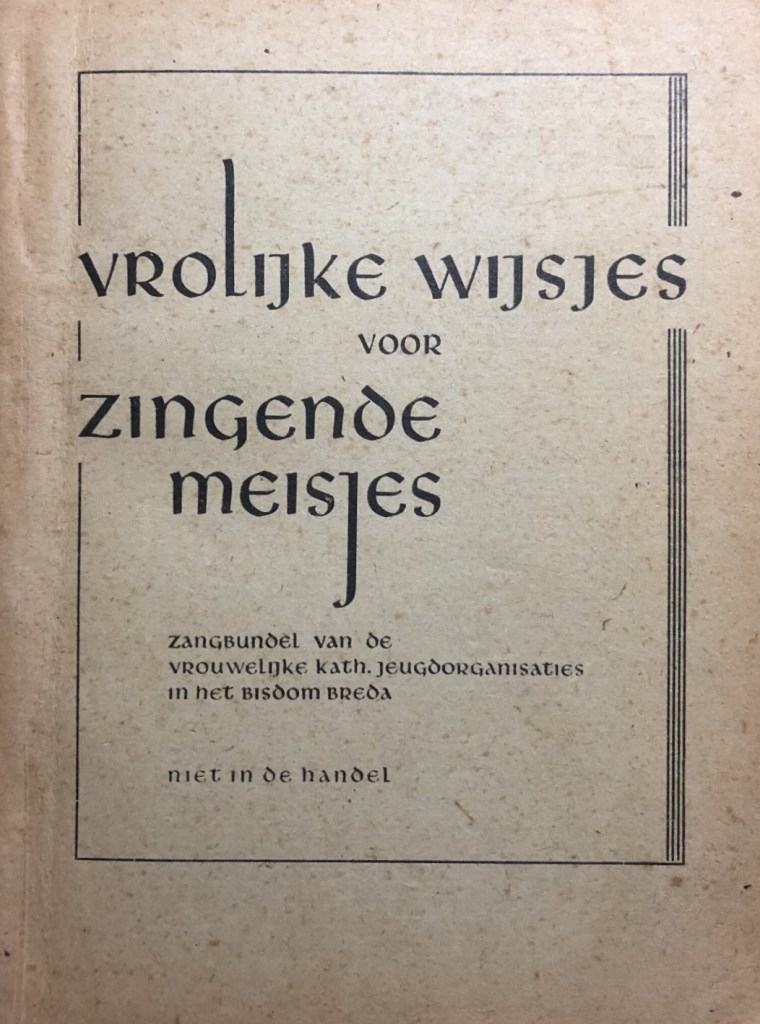 vrolijke wijsjes
voor
zingende
meisjes
zangbundel van de
vrouwelijke kath. jeugdorganisaties
in het bisdom breda
niet in de handel